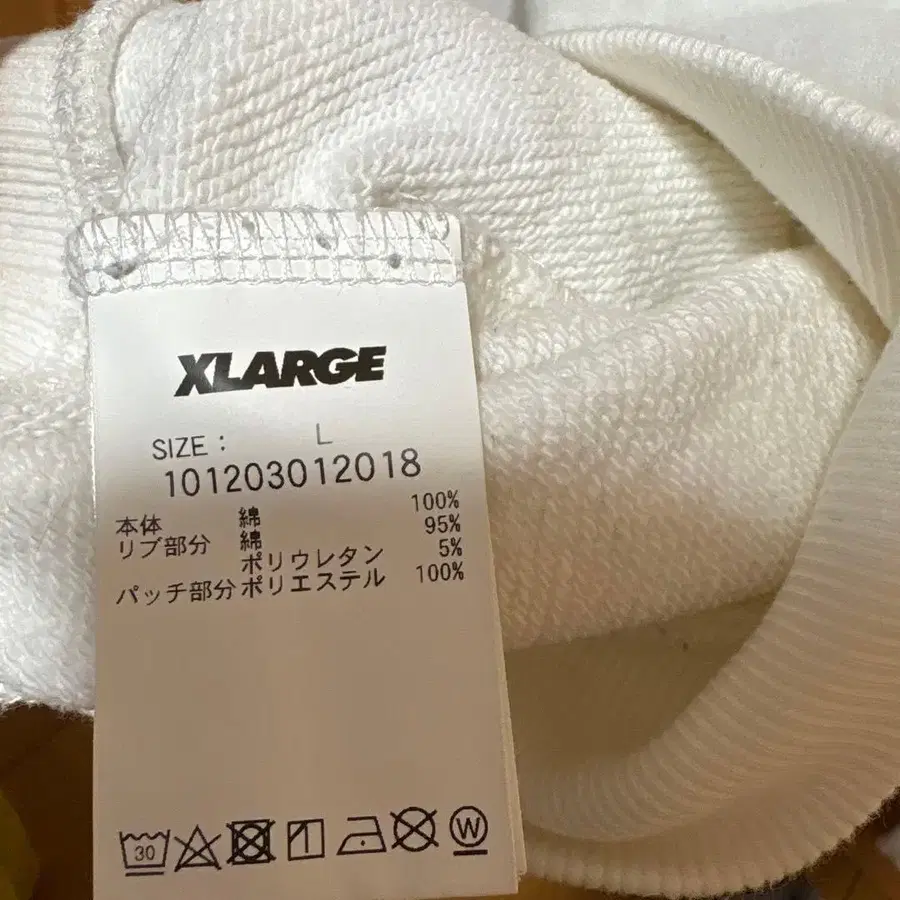 XLARGE
SIZE : L
101203012018
本体 綿 100%
リブ部分 綿 95%
ポリウレタン 5%
パッチ部分 ポリエステル 100%
30
W